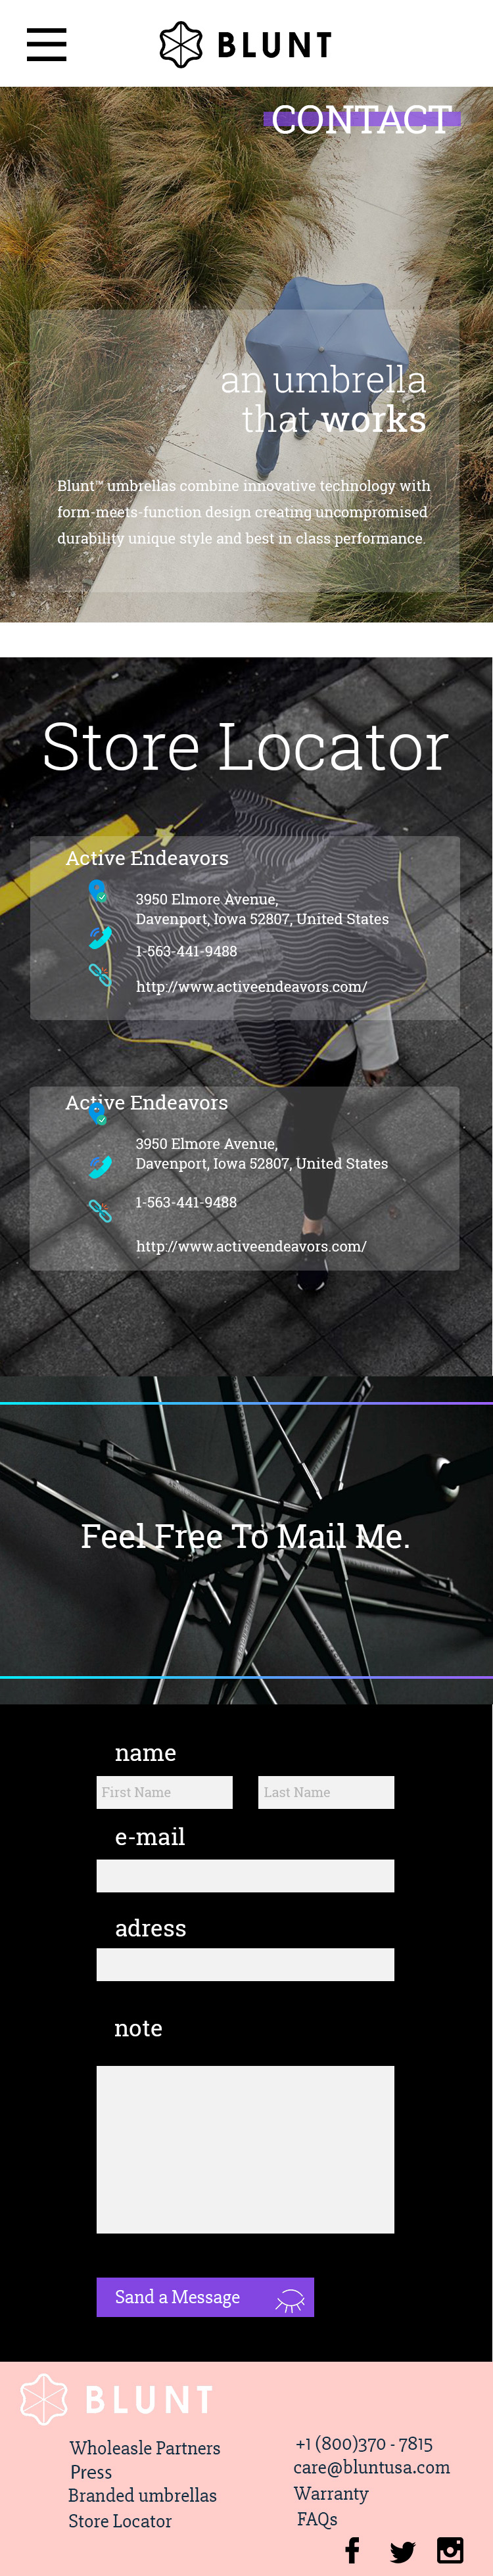 BLUNT
CONTACT
an umbrella
that works
Blunt™ umbrellas combine innovative technology with
form-meets-function design creating uncompromised
durability unique style and best in class performance.
Store Locator
Active Endeavors
3950 Elmore Avenue,
Davenport, Iowa 52807, United States
1-563-441-9488
http://www.activeendeavors.com/
Active Endeavors
3950 Elmore Avenue,
Davenport, Iowa 52807, United States
1-563-441-9488
http://www.activeendeavors.com/
Feel Free To Mail Me.
name
First Name
Last Name
e-mail
adress
note
Sand a Message
BLUNT
Wholeasle Partners
Press
Branded umbrellas
Store Locator
+1 (800)370 - 7815
care@bluntusa.com
Warranty
FAQs